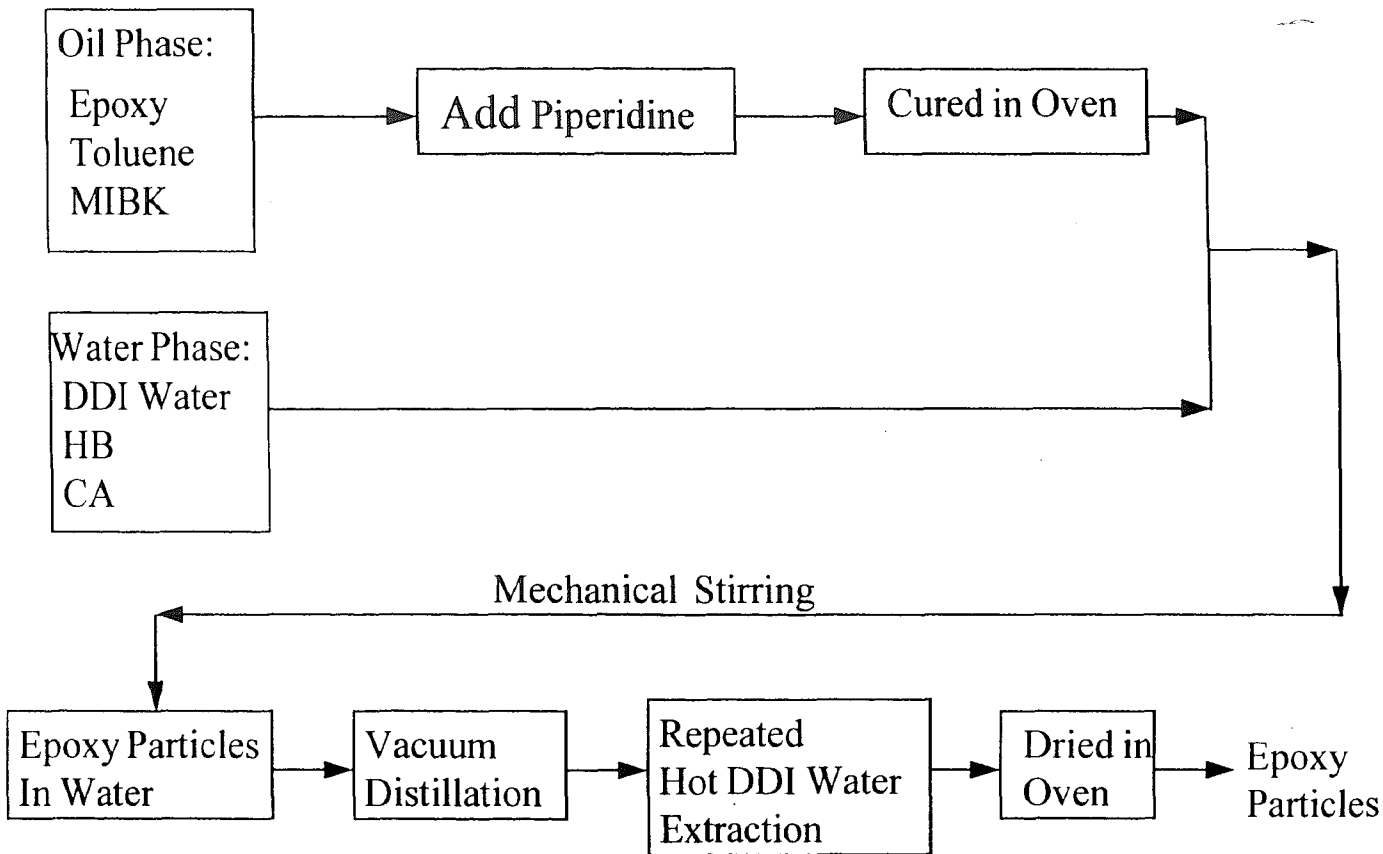 Oil Phase:
Epoxy
Toluene
MIBK
Add Piperidine
Cured in Oven
Water Phase:
DDI Water
HB
CA
Mechanical Stirring
Epoxy Particles
In Water
Vacuum
Distillation
Repeated
Hot DDI Water
Extraction
Dried in
Oven
Epoxy
Particles